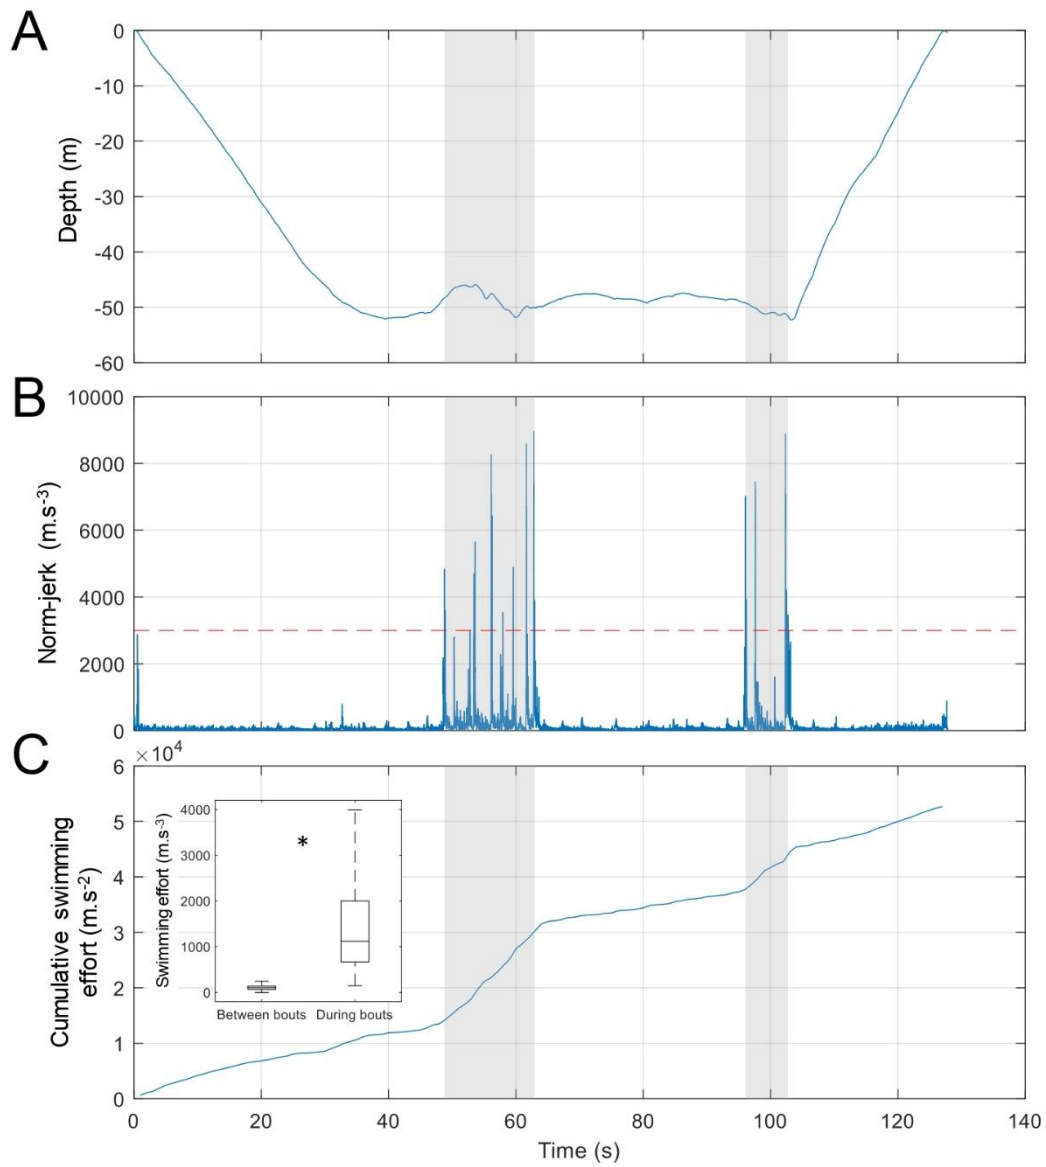 A
0
-10
-20
-30
-40
-50
-60
Depth (m)
B
10000
8000
6000
4000
2000
0
Norm-jerk (m.s-3)
C
×10⁴
6
5
4
3
2
1
0
Cumulative swimming
effort (m.s-2)
4000
3000
2000
1000
0
Swimming effort (m.s⁻³)
*
Between bouts During bouts
0 20 40 60 80 100 120 140
Time (s)